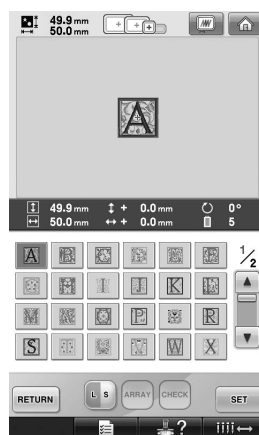 49.9 mm
50.0 mm
A
49.9 mm + 0.0 mm 0°
50.0 mm + 0.0 mm 5
A B C D E F
G H I J K L
M N O P Q R
S T U V W X
1/2
RETURN L S ARRAY CHECK SET
?